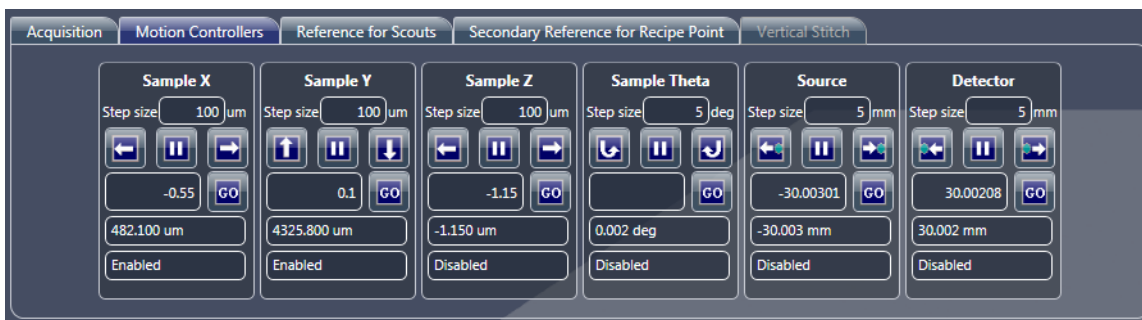 Acquisition Motion Controllers Reference for Scouts Secondary Reference for Recipe Point Vertical Stitch
Sample X Sample Y Sample Z Sample Theta Source Detector
Step size 100 um Step size 100 um Step size 100 um Step size 5 deg Step size 5 mm Step size 5 mm
-0.55 GO 0.1 GO -1.15 GO GO -30.00301 GO 30.00208 GO
482.100 um 4325.800 um -1.150 um 0.002 deg -30.003 mm 30.002 mm
Enabled Enabled Disabled Disabled Disabled Disabled